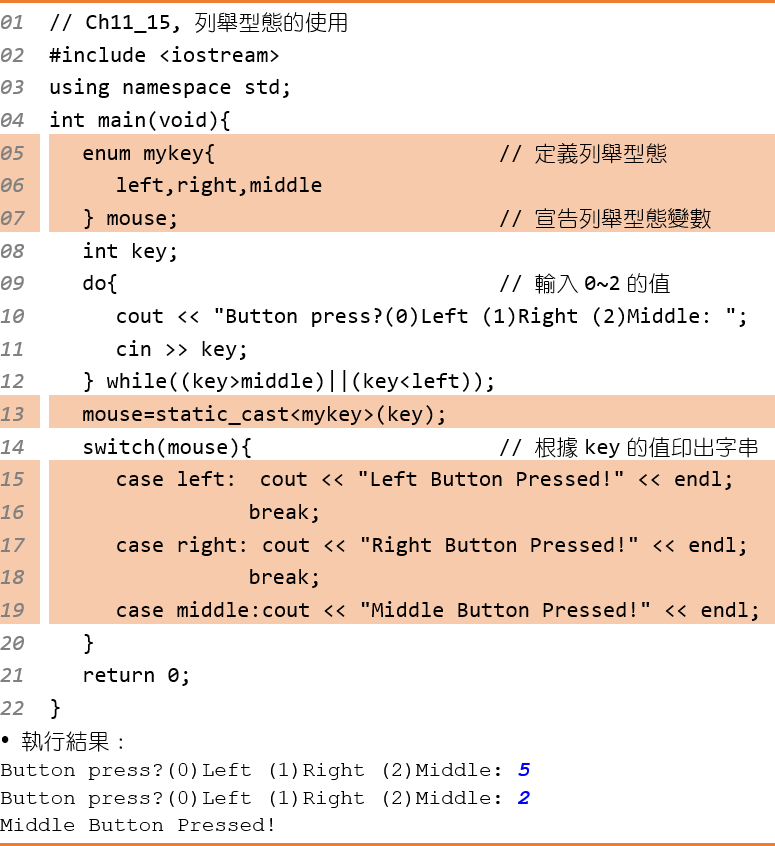 01 // Ch11_15, 列舉型態的使用
02 #include <iostream>
03 using namespace std;
04 int main(void){
05 enum mykey{ // 定義列舉型態
06 left,right,middle
07 } mouse; // 宣告列舉型態變數
08 int key;
09 do{ // 輸入 0~2 的值
10 cout << "Button press?(0)Left (1)Right (2)Middle: ";
11 cin >> key;
12 } while((key>middle)||(key<left));
13 mouse=static_cast<mykey>(key);
14 switch(mouse){ // 根據 key 的值印出字串
15 case left: cout << "Left Button Pressed!" << endl;
16 break;
17 case right: cout << "Right Button Pressed!" << endl;
18 break;
19 case middle:cout << "Middle Button Pressed!" << endl;
20 }
21 return 0;
22 }
• 執行結果：
Button press?(0)Left (1)Right (2)Middle: 5
Button press?(0)Left (1)Right (2)Middle: 2
Middle Button Pressed!